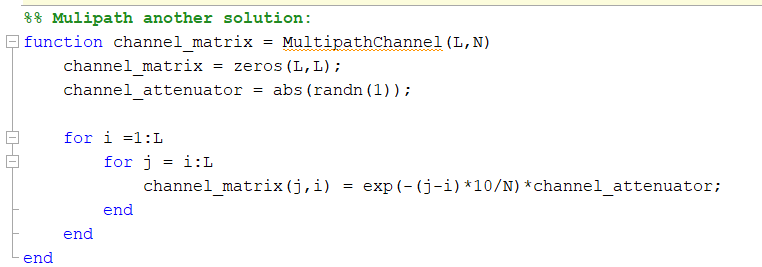 %% Mulipath another solution:
function channel_matrix = MultipathChannel(L,N)
channel_matrix = zeros(L,L);
channel_attenuator = abs(randn(1));
for i =1:L
for j = i:L
channel_matrix(j,i) = exp(-(j-i)*10/N)*channel_attenuator;
end
end
end